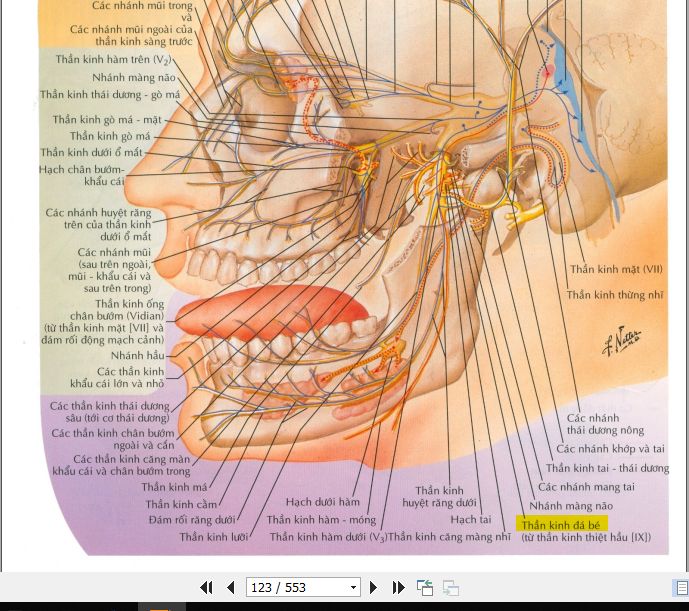 Các nhánh mũi trong
và
Các nhánh mũi ngoài của
thần kinh sàng trước
Thần kinh hàm trên (V2)
Nhánh màng não
Thần kinh thái dương - gò má
Thần kinh gò má - mặt
Thần kinh gò má
Thần kinh dưới ổ mắt
Hạch chân bướm-
khẩu cái
Các nhánh huyệt răng
trên của thần kinh
dưới ổ mắt
Các nhánh mũi
(sau trên ngoài,
mũi - khẩu cái và
sau trên trong)
Thần kinh ống
chân bướm (Vidian)
(từ thần kinh mặt [VII] và
đám rối động mạch cảnh)
Nhánh hầu
Các thần kinh
khẩu cái lớn và nhỏ
Các thần kinh thái dương
sâu (tới cơ thái dương)
Các thần kinh chân bướm
ngoài và cắn
Các thần kinh căng màn
khẩu cái và chân bướm trong
Thần kinh má
Thần kinh cằm
Đám rối răng dưới
Thần kinh lưỡi
Hạch dưới hàm
Thần kinh hàm - móng
Thần kinh hàm dưới (V3)
Thần kinh
huyệt răng dưới
Hạch tai
Thần kinh căng màng nhĩ
Thần kinh mặt (VII)
Thần kinh thừng nhĩ
F. Netter
M.D.
Các nhánh
thái dương nông
Các nhánh khớp và tai
Thần kinh tai - thái dương
Các nhánh mang tai
Nhánh màng não
Thần kinh đá bé
(từ thần kinh thiệt hầu [IX])
123 / 553